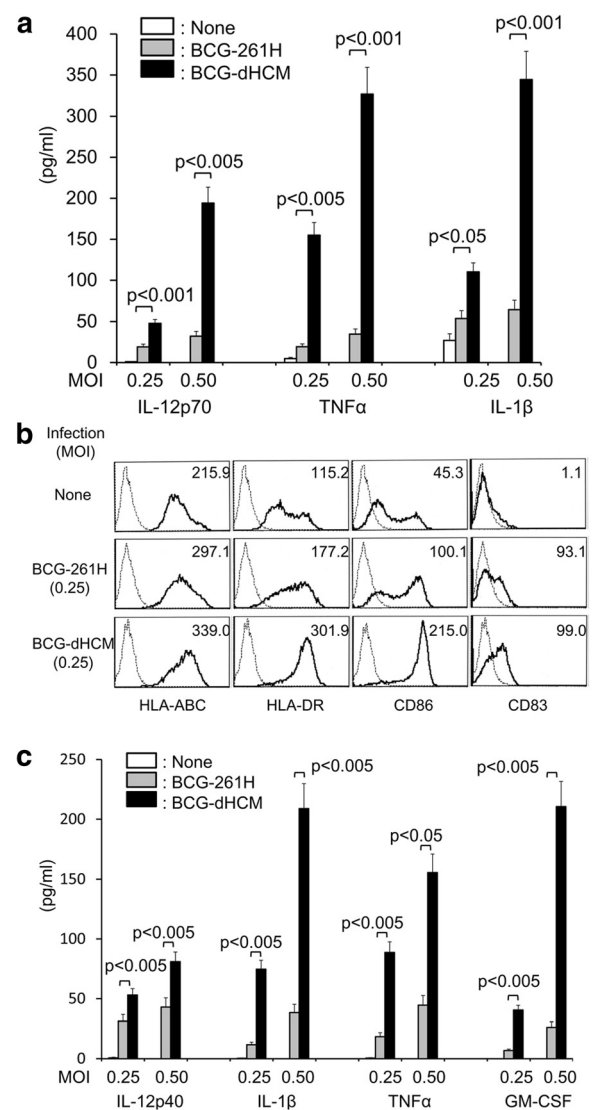 a
: None
: BCG-261H
: BCG-dHCM
400
350
300
250
200
150
100
50
0
(pg/ml)
p<0.001
p<0.005
p<0.005
p<0.001
p<0.05
p<0.001
MOI 0.25 0.50 0.25 0.50 0.25 0.50
IL-12p70 TNFα IL-1β
b
Infection
(MOI)
None
215.9 115.2 45.3 1.1
BCG-261H
(0.25)
297.1 177.2 100.1 93.1
BCG-dHCM
(0.25)
339.0 301.9 215.0 99.0
HLA-ABC HLA-DR CD86 CD83
c
: None
: BCG-261H
: BCG-dHCM
250
200
150
100
50
0
(pg/ml)
p<0.005
p<0.005
p<0.005
p<0.005
p<0.005
p<0.05
p<0.005
p<0.005
MOI 0.25 0.50 0.25 0.50 0.25 0.50 0.25 0.50
IL-12p40 IL-1β TNFα GM-CSF